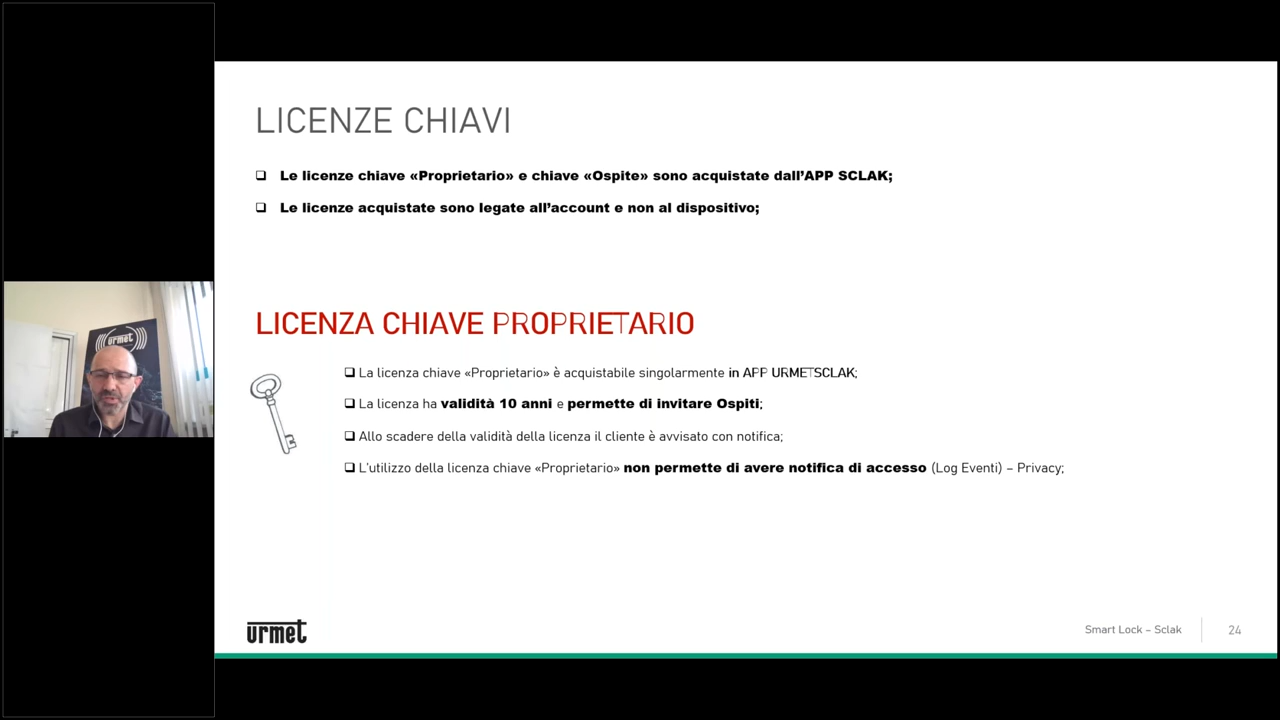 LICENZE CHIAVI
❑ Le licenze chiave «Proprietario» e chiave «Ospite» sono acquistate dall’APP SCLAK;
❑ Le licenze acquistate sono legate all’account e non al dispositivo;
LICENZA CHIAVE PROPRIETARIO
❑ La licenza chiave «Proprietario» è acquistabile singolarmente in APP URMETSCLAK;
❑ La licenza ha validità 10 anni e permette di invitare Ospiti;
❑ Allo scadere della validità della licenza il cliente è avvisato con notifica;
❑ L'utilizzo della licenza chiave «Proprietario» non permette di avere notifica di accesso (Log Eventi) – Privacy;
urmet
urmet
Smart Lock – Sclak 24